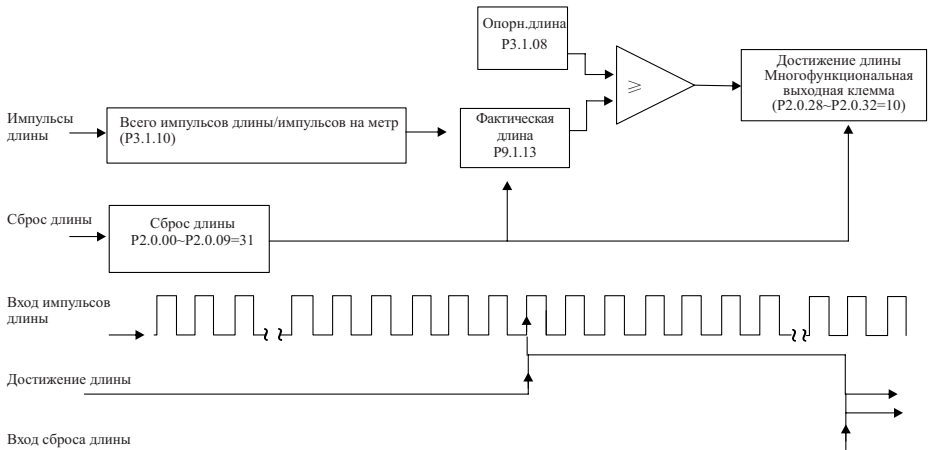 Опорн.длина
P3.1.08
Достижение длины
Многофункциональная
выходная клемма
(P2.0.28~P2.0.32=10)
≥
Импульсы
длины
Всего импульсов длины/импульсов на метр
(P3.1.10)
Фактическая
длина
P9.1.13
Сброс длины
Сброс длины
P2.0.00~P2.0.09=31
Вход импульсов
длины
Достижение длины
Вход сброса длины